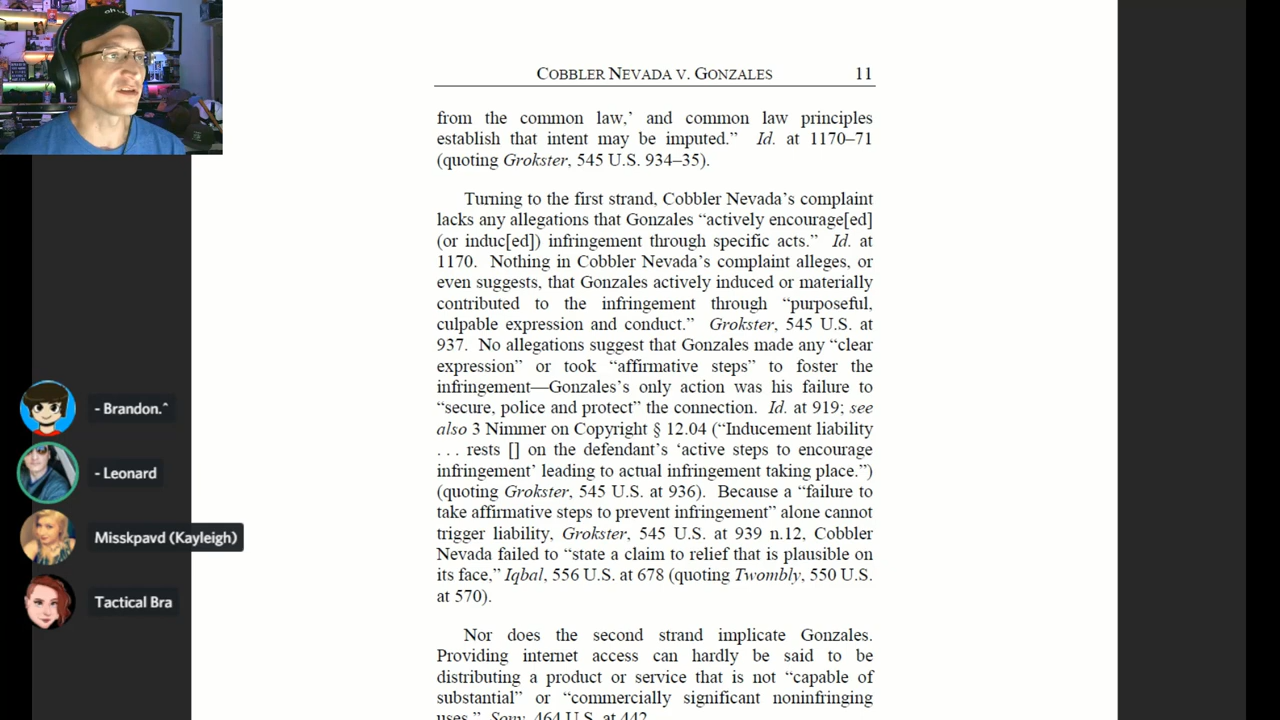 COBBLER NEVADA V. GONZALES 11
from the common law,’ and common law principles
establish that intent may be imputed.” Id. at 1170–71
(quoting Grokster, 545 U.S. 934–35).
Turning to the first strand, Cobbler Nevada’s complaint
lacks any allegations that Gonzales “actively encourage[ed]
(or induc[ed]) infringement through specific acts.” Id. at
1170. Nothing in Cobbler Nevada’s complaint alleges, or
even suggests, that Gonzales actively induced or materially
contributed to the infringement through “purposeful,
culpable expression and conduct.” Grokster, 545 U.S. at
937. No allegations suggest that Gonzales made any “clear
expression” or took “affirmative steps” to foster the
infringement—Gonzales’s only action was his failure to
“secure, police and protect” the connection. Id. at 919; see
also 3 Nimmer on Copyright § 12.04 (“Inducement liability
. . . rests [] on the defendant’s ‘active steps to encourage
infringement’ leading to actual infringement taking place.”)
(quoting Grokster, 545 U.S. at 936). Because a “failure to
take affirmative steps to prevent infringement” alone cannot
trigger liability, Grokster, 545 U.S. at 939 n.12, Cobbler
Nevada failed to “state a claim to relief that is plausible on
its face,” Iqbal, 556 U.S. at 678 (quoting Twombly, 550 U.S.
at 570).
Nor does the second strand implicate Gonzales.
Providing internet access can hardly be said to be
distributing a product or service that is not “capable of
substantial” or “commercially significant noninfringing
uses.” Sony, 464 U.S. at 442.
- Brandon.^
- Leonard
Misskpavd (Kayleigh)
Tactical Bra